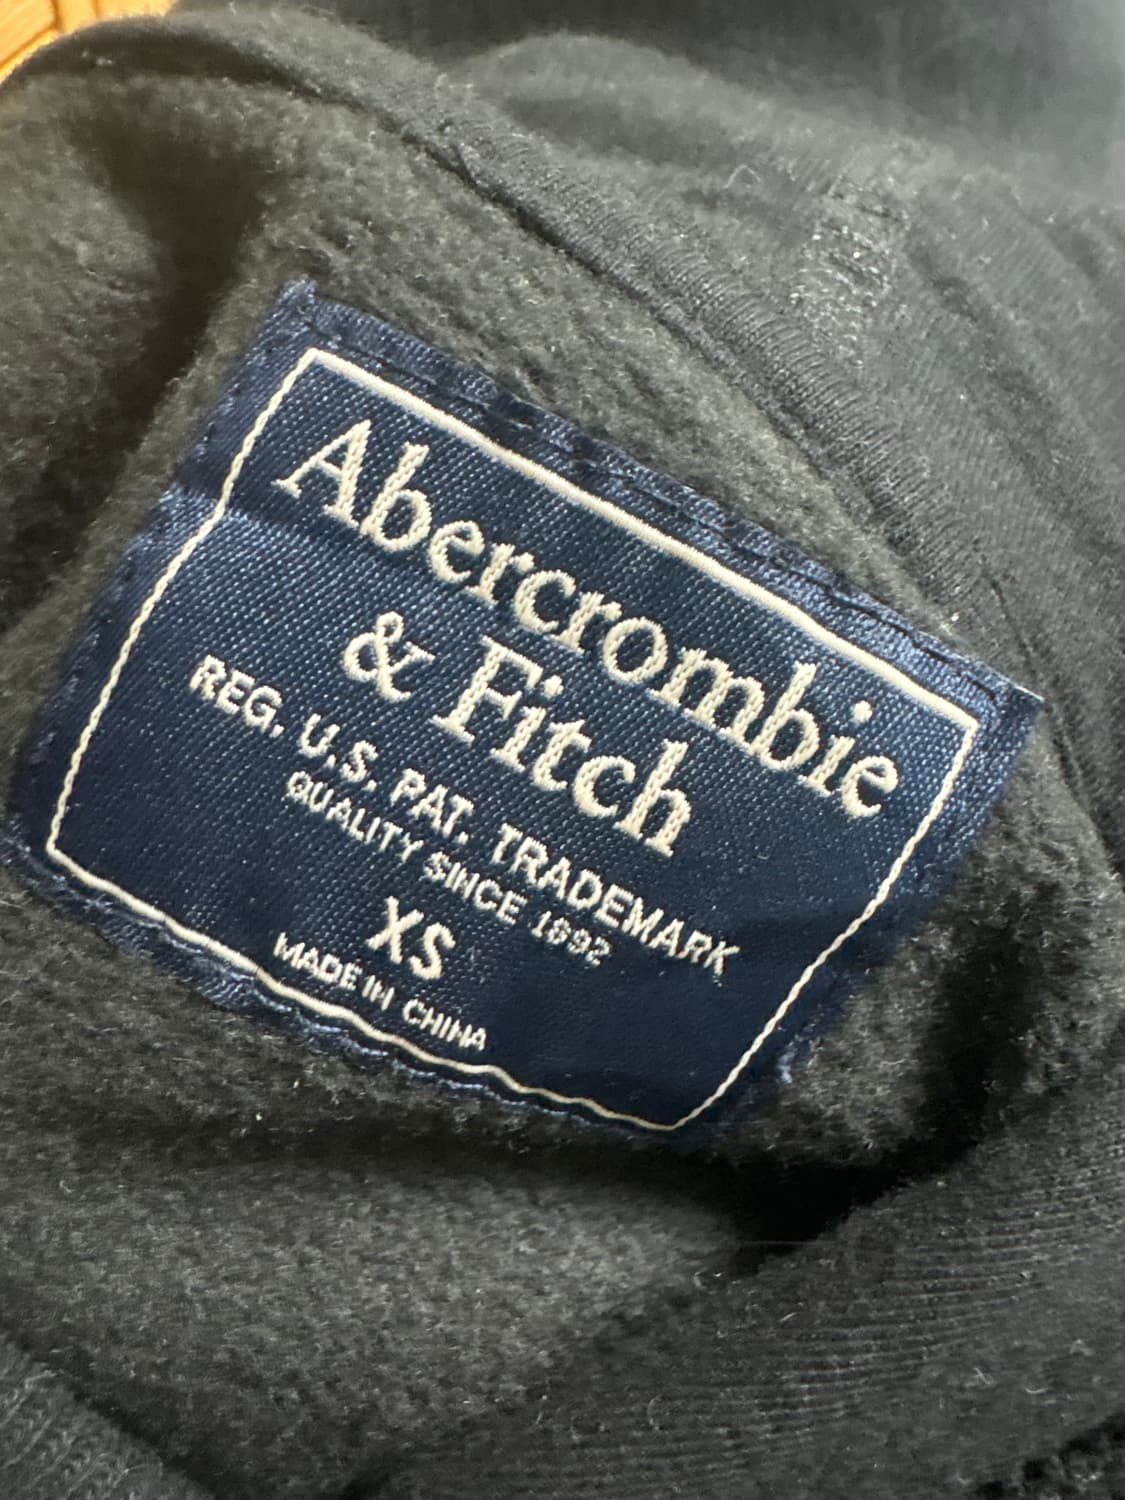 Abercrombie
& Fitch
REG. U.S. PAT. TRADEMARK
QUALITY SINCE 1892
XS
MADE IN CHINA